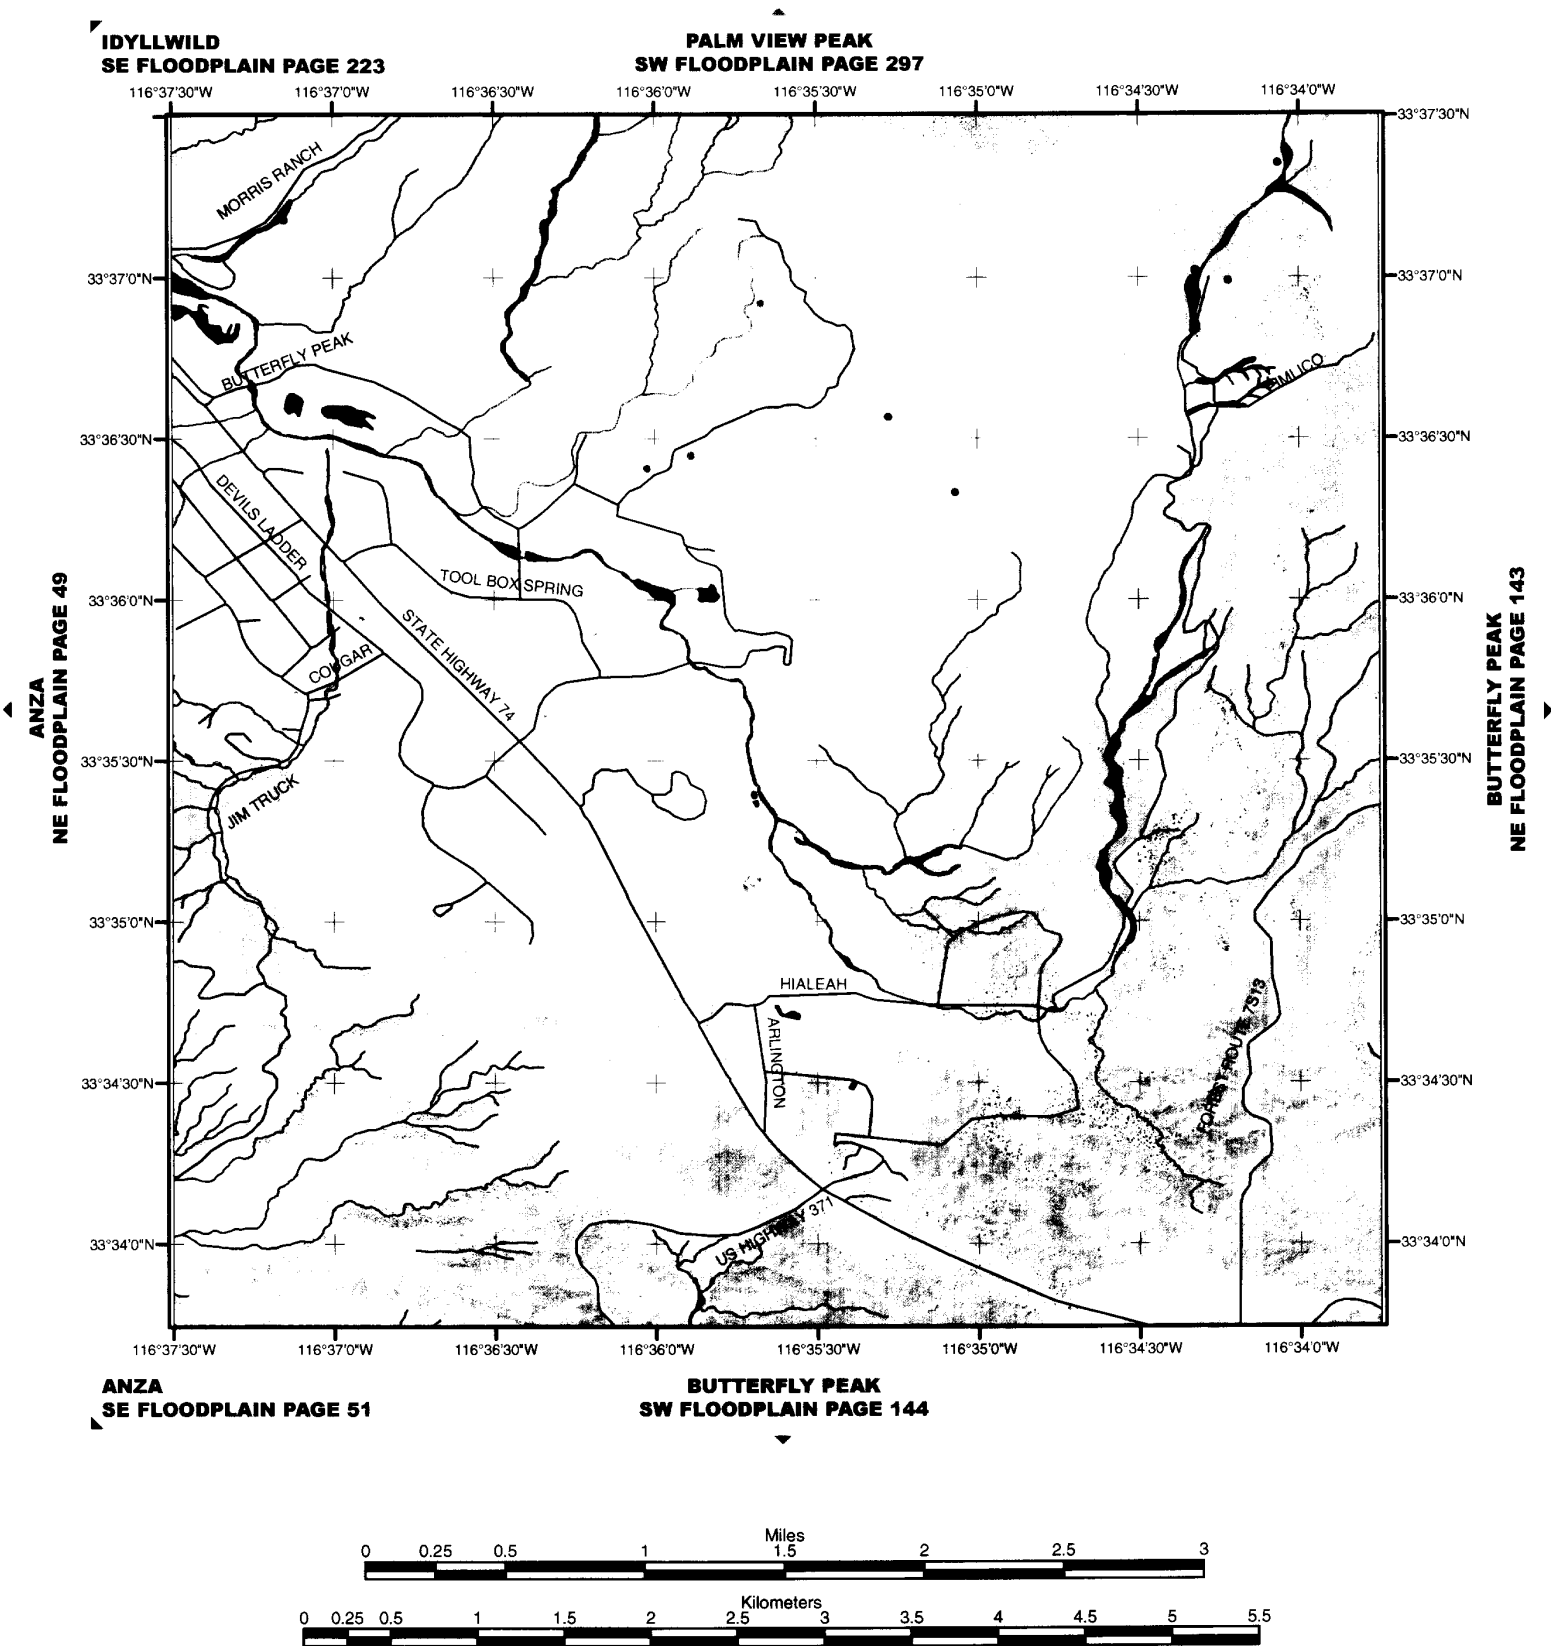 IDYLLWILD
SE FLOODPLAIN PAGE 223
PALM VIEW PEAK
SW FLOODPLAIN PAGE 297
116°37'30"W 116°37'0"W 116°36'30"W 116°36'0"W 116°35'30"W 116°35'0"W 116°34'30"W 116°34'0"W
33°37'30"N
MORRIS RANCH
33°37'0"N 33°37'0"N
BUTTERFLY PEAK
PIMLICO
33°36'30"N 33°36'30"N
DEVILS LADDER
TOOL BOX SPRING
33°36'0"N 33°36'0"N
ANZA
NE FLOODPLAIN PAGE 49
BUTTERFLY PEAK
NE FLOODPLAIN PAGE 143
COUGAR
STATE HIGHWAY 74
33°35'30"N 33°35'30"N
JIM TRUCK
33°35'0"N 33°35'0"N
HIALEAH
ARLINGTON
FOREST ROUTE 7S13
33°34'30"N 33°34'30"N
US HIGHWAY 371
33°34'0"N 33°34'0"N
116°37'30"W 116°37'0"W 116°36'30"W 116°36'0"W 116°35'30"W 116°35'0"W 116°34'30"W 116°34'0"W
ANZA
SE FLOODPLAIN PAGE 51
BUTTERFLY PEAK
SW FLOODPLAIN PAGE 144
Miles
0 0.25 0.5 1 1.5 2 2.5 3
Kilometers
0 0.25 0.5 1 1.5 2 2.5 3 3.5 4 4.5 5 5.5